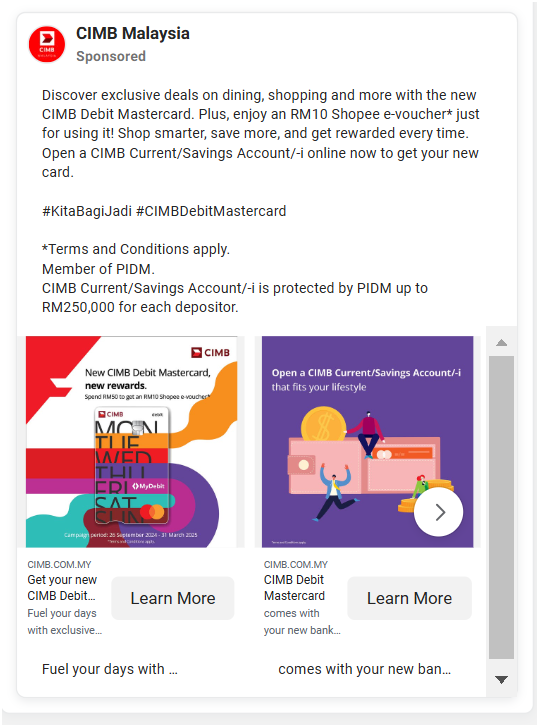 CIMB Malaysia
Sponsored
Discover exclusive deals on dining, shopping and more with the new
CIMB Debit Mastercard. Plus, enjoy an RM10 Shopee e-voucher* just
for using it! Shop smarter, save more, and get rewarded every time.
Open a CIMB Current/Savings Account/-i online now to get your new
card.
#KitaBagiJadi #CIMBDebitMastercard
*Terms and Conditions apply.
Member of PIDM.
CIMB Current/Savings Account/-i is protected by PIDM up to
RM250,000 for each depositor.
CIMB
New CIMB Debit Mastercard,
new rewards.
Spend RM50 to get an RM10 Shopee e-voucher*
CIMB debit
MON
TUE
WED
THU
FRI
SAT
SUN
MyDebit
Campaign period: 26 September 2024 - 31 March 2025
*Terms and Conditions apply.
Open a CIMB Current/Savings Account/-i
that fits your lifestyle
CIMB.COM.MY
Get your new
CIMB Debit...
Fuel your days
with exclusive...
Learn More
CIMB.COM.MY
CIMB Debit
Mastercard
comes with
your new bank...
Learn More
Fuel your days with ...
comes with your new ban...